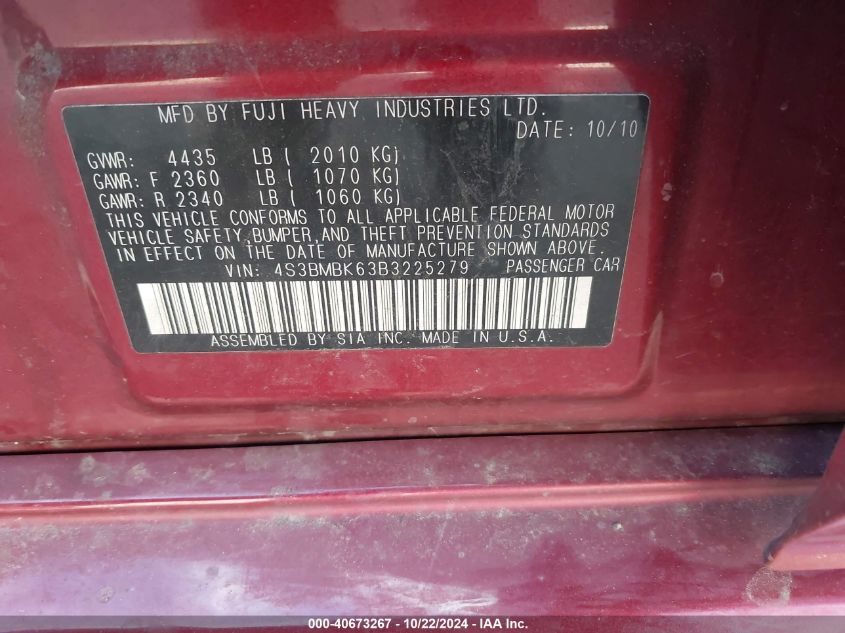 MFD BY FUJI HEAVY INDUSTRIES LTD.
DATE: 10/10
GVWR: 4435 LB ( 2010 KG)
GAWR: F 2360 LB ( 1070 KG)
GAWR: R 2340 LB ( 1060 KG)
THIS VEHICLE CONFORMS TO ALL APPLICABLE FEDERAL MOTOR
VEHICLE SAFETY, BUMPER, AND THEFT PREVENTION STANDARDS
IN EFFECT ON THE DATE OF MANUFACTURE SHOWN ABOVE.
VIN: 4S3BMBK63B3225279 PASSENGER CAR
ASSEMBLED BY SIA INC. MADE IN U.S.A.
000-40673267 - 10/22/2024 - IAA Inc.